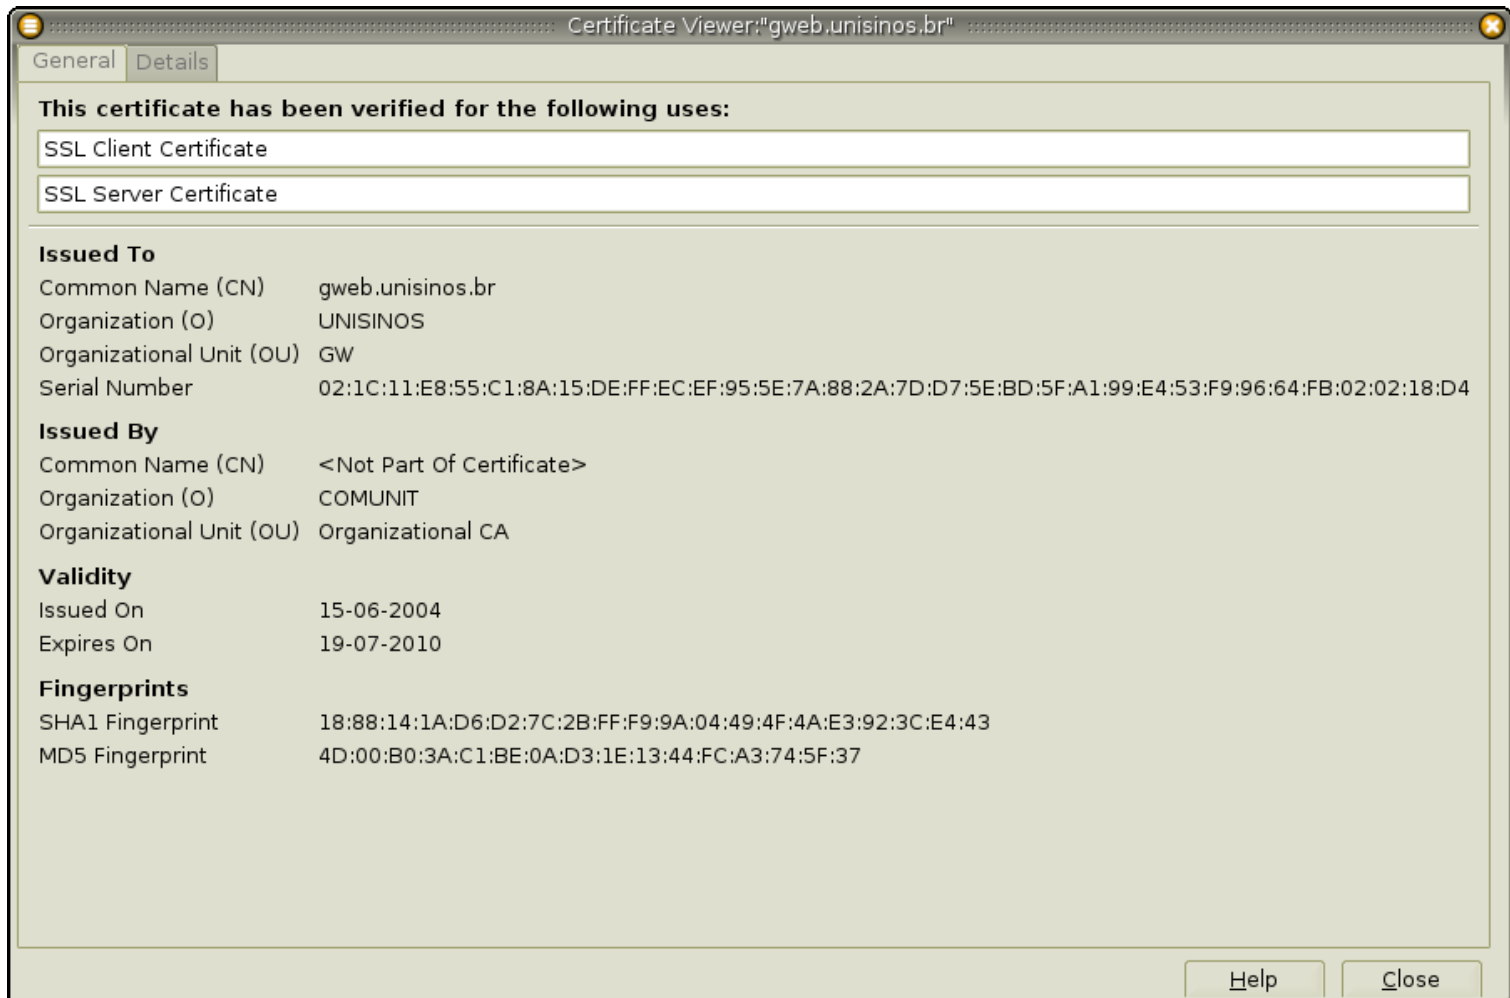 Certificate Viewer:"gweb.unisinos.br"
General Details
This certificate has been verified for the following uses:
SSL Client Certificate
SSL Server Certificate
Issued To
Common Name (CN) gweb.unisinos.br
Organization (O) UNISINOS
Organizational Unit (OU) GW
Serial Number 02:1C:11:E8:55:C1:8A:15:DE:FF:EC:EF:95:5E:7A:88:2A:7D:D7:5E:BD:5F:A1:99:E4:53:F9:96:64:FB:02:02:18:D4
Issued By
Common Name (CN) <Not Part Of Certificate>
Organization (O) COMUNIT
Organizational Unit (OU) Organizational CA
Validity
Issued On 15-06-2004
Expires On 19-07-2010
Fingerprints
SHA1 Fingerprint 18:88:14:1A:D6:D2:7C:2B:FF:F9:9A:04:49:4F:4A:E3:92:3C:E4:43
MD5 Fingerprint 4D:00:B0:3A:C1:BE:0A:D3:1E:13:44:FC:A3:74:5F:37
Help Close